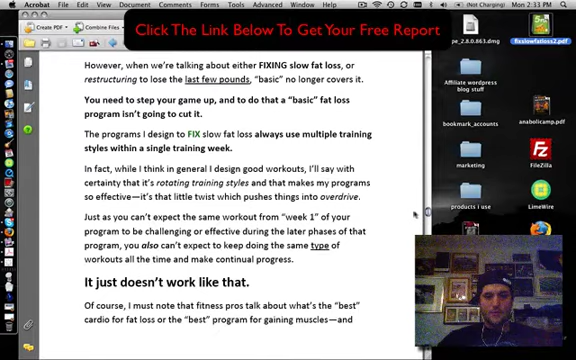 Acrobat File Edit View Document Comments Forms Tools Advanced Window
(Not Charging) Mon 2:33 PM
Create PDF Combine Files
Click The Link Below To Get Your Free Report
pe_2.8.0.863.dmg
fixslowfatloss2.pdf
However, when we're talking about either FIXING slow fat loss, or
restructuring to lose the last few pounds, "basic" no longer covers it.
You need to step your game up, and to do that a "basic" fat loss
program isn't going to cut it.
The programs I design to FIX slow fat loss always use multiple training
styles within a single training week.
In fact, while I think in general I design good workouts, I'll say with
certainty that it's rotating training styles and that makes my programs
so effective—it's that little twist which pushes things into overdrive.
Just as you can't expect the same workout from "week 1" of your
program to be challenging or effective during the later phases of that
program, you also can't expect to keep doing the same type of
workouts all the time and make continual progress.
It just doesn't work like that.
Of course, I must note that fitness pros talk about what's the "best"
cardio for fat loss or the "best" program for gaining muscles—and
Affiliate wordpress
blog stuff
bookmark_accounts
anabolicamp.pdf
marketing
FileZilla
products i use
LimeWire